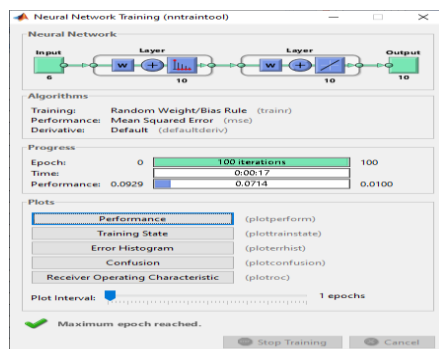 Neural Network Training (nntraintool)
Neural Network
Input Layer Layer Output
W + W +
6 10 10 10
Algorithms
Training: Random Weight/Bias Rule (trainr)
Performance: Mean Squared Error (mse)
Derivative: Default (defaultderiv)
Progress
Epoch: 0 100 iterations 100
Time: 0:00:17
Performance: 0.0929 0.0714 0.0100
Plots
Performance (plotperform)
Training State (plottrainstate)
Error Histogram (ploterrhist)
Confusion (plotconfusion)
Receiver Operating Characteristic (plotroc)
Plot Interval: 1 epochs
Maximum epoch reached.
Stop Training Cancel